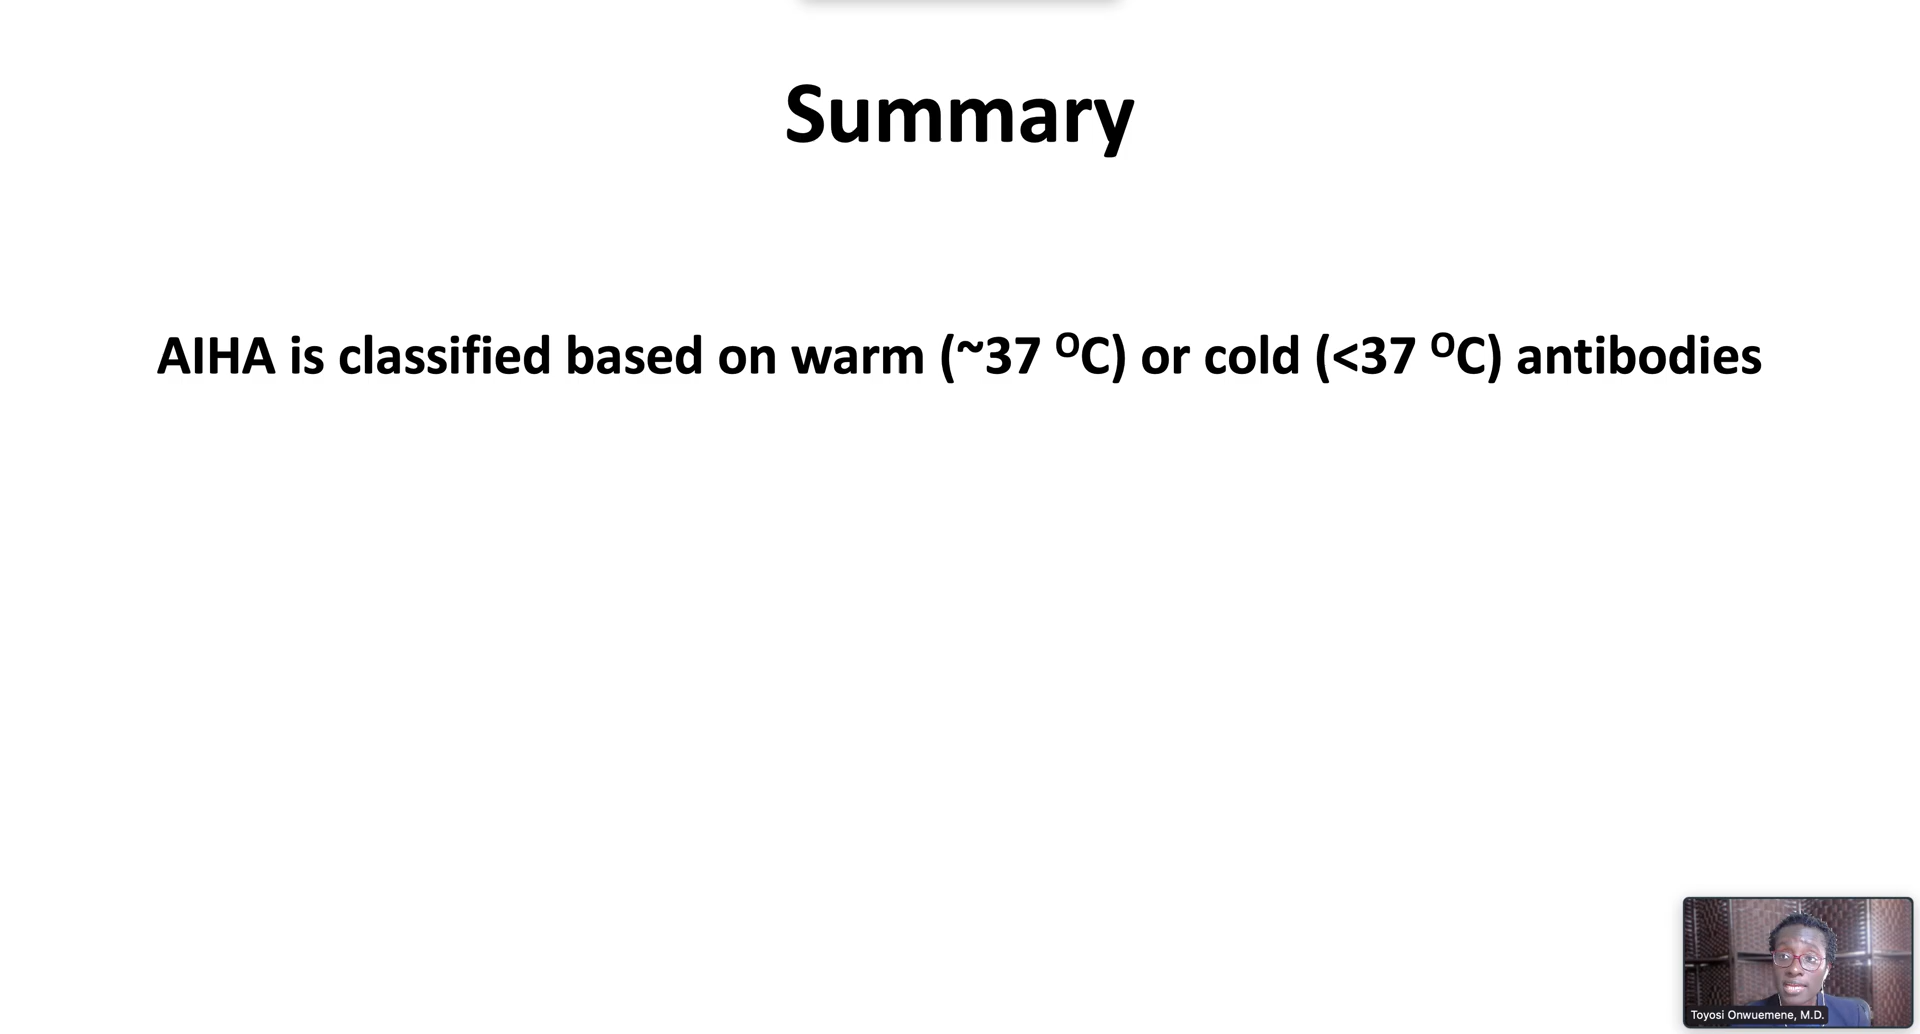 Summary
AIHA is classified based on warm (~37 ᴼC) or cold (<37 ᴼC) antibodies
Toyosi Onwuemene, M.D.